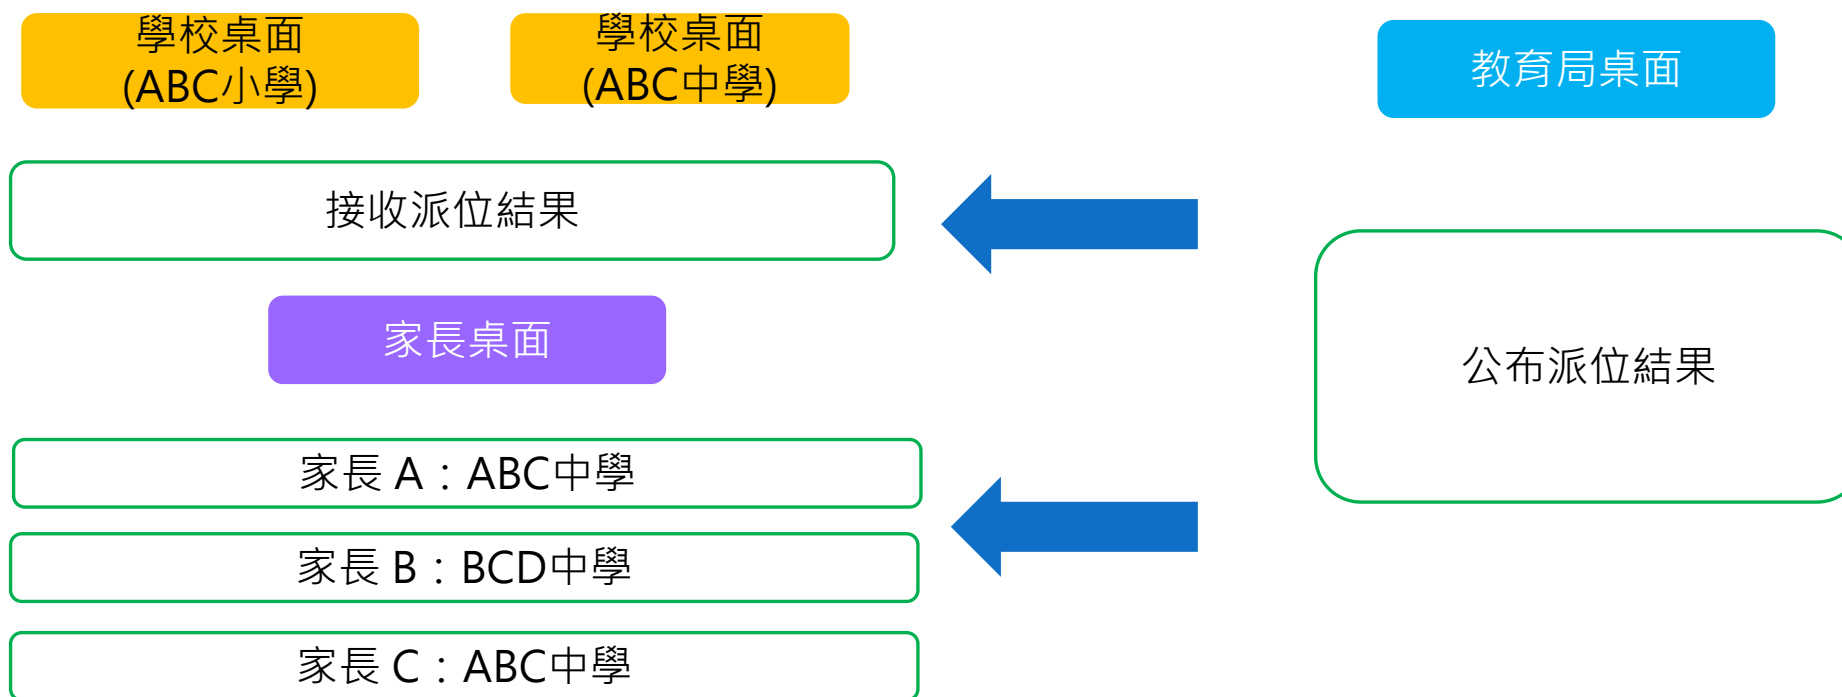 學校桌面
(ABC小學)
學校桌面
(ABC中學)
教育局桌面
接收派位結果
家長桌面
公布派位結果
家長 A：ABC中學
家長 B：BCD中學
家長 C：ABC中學